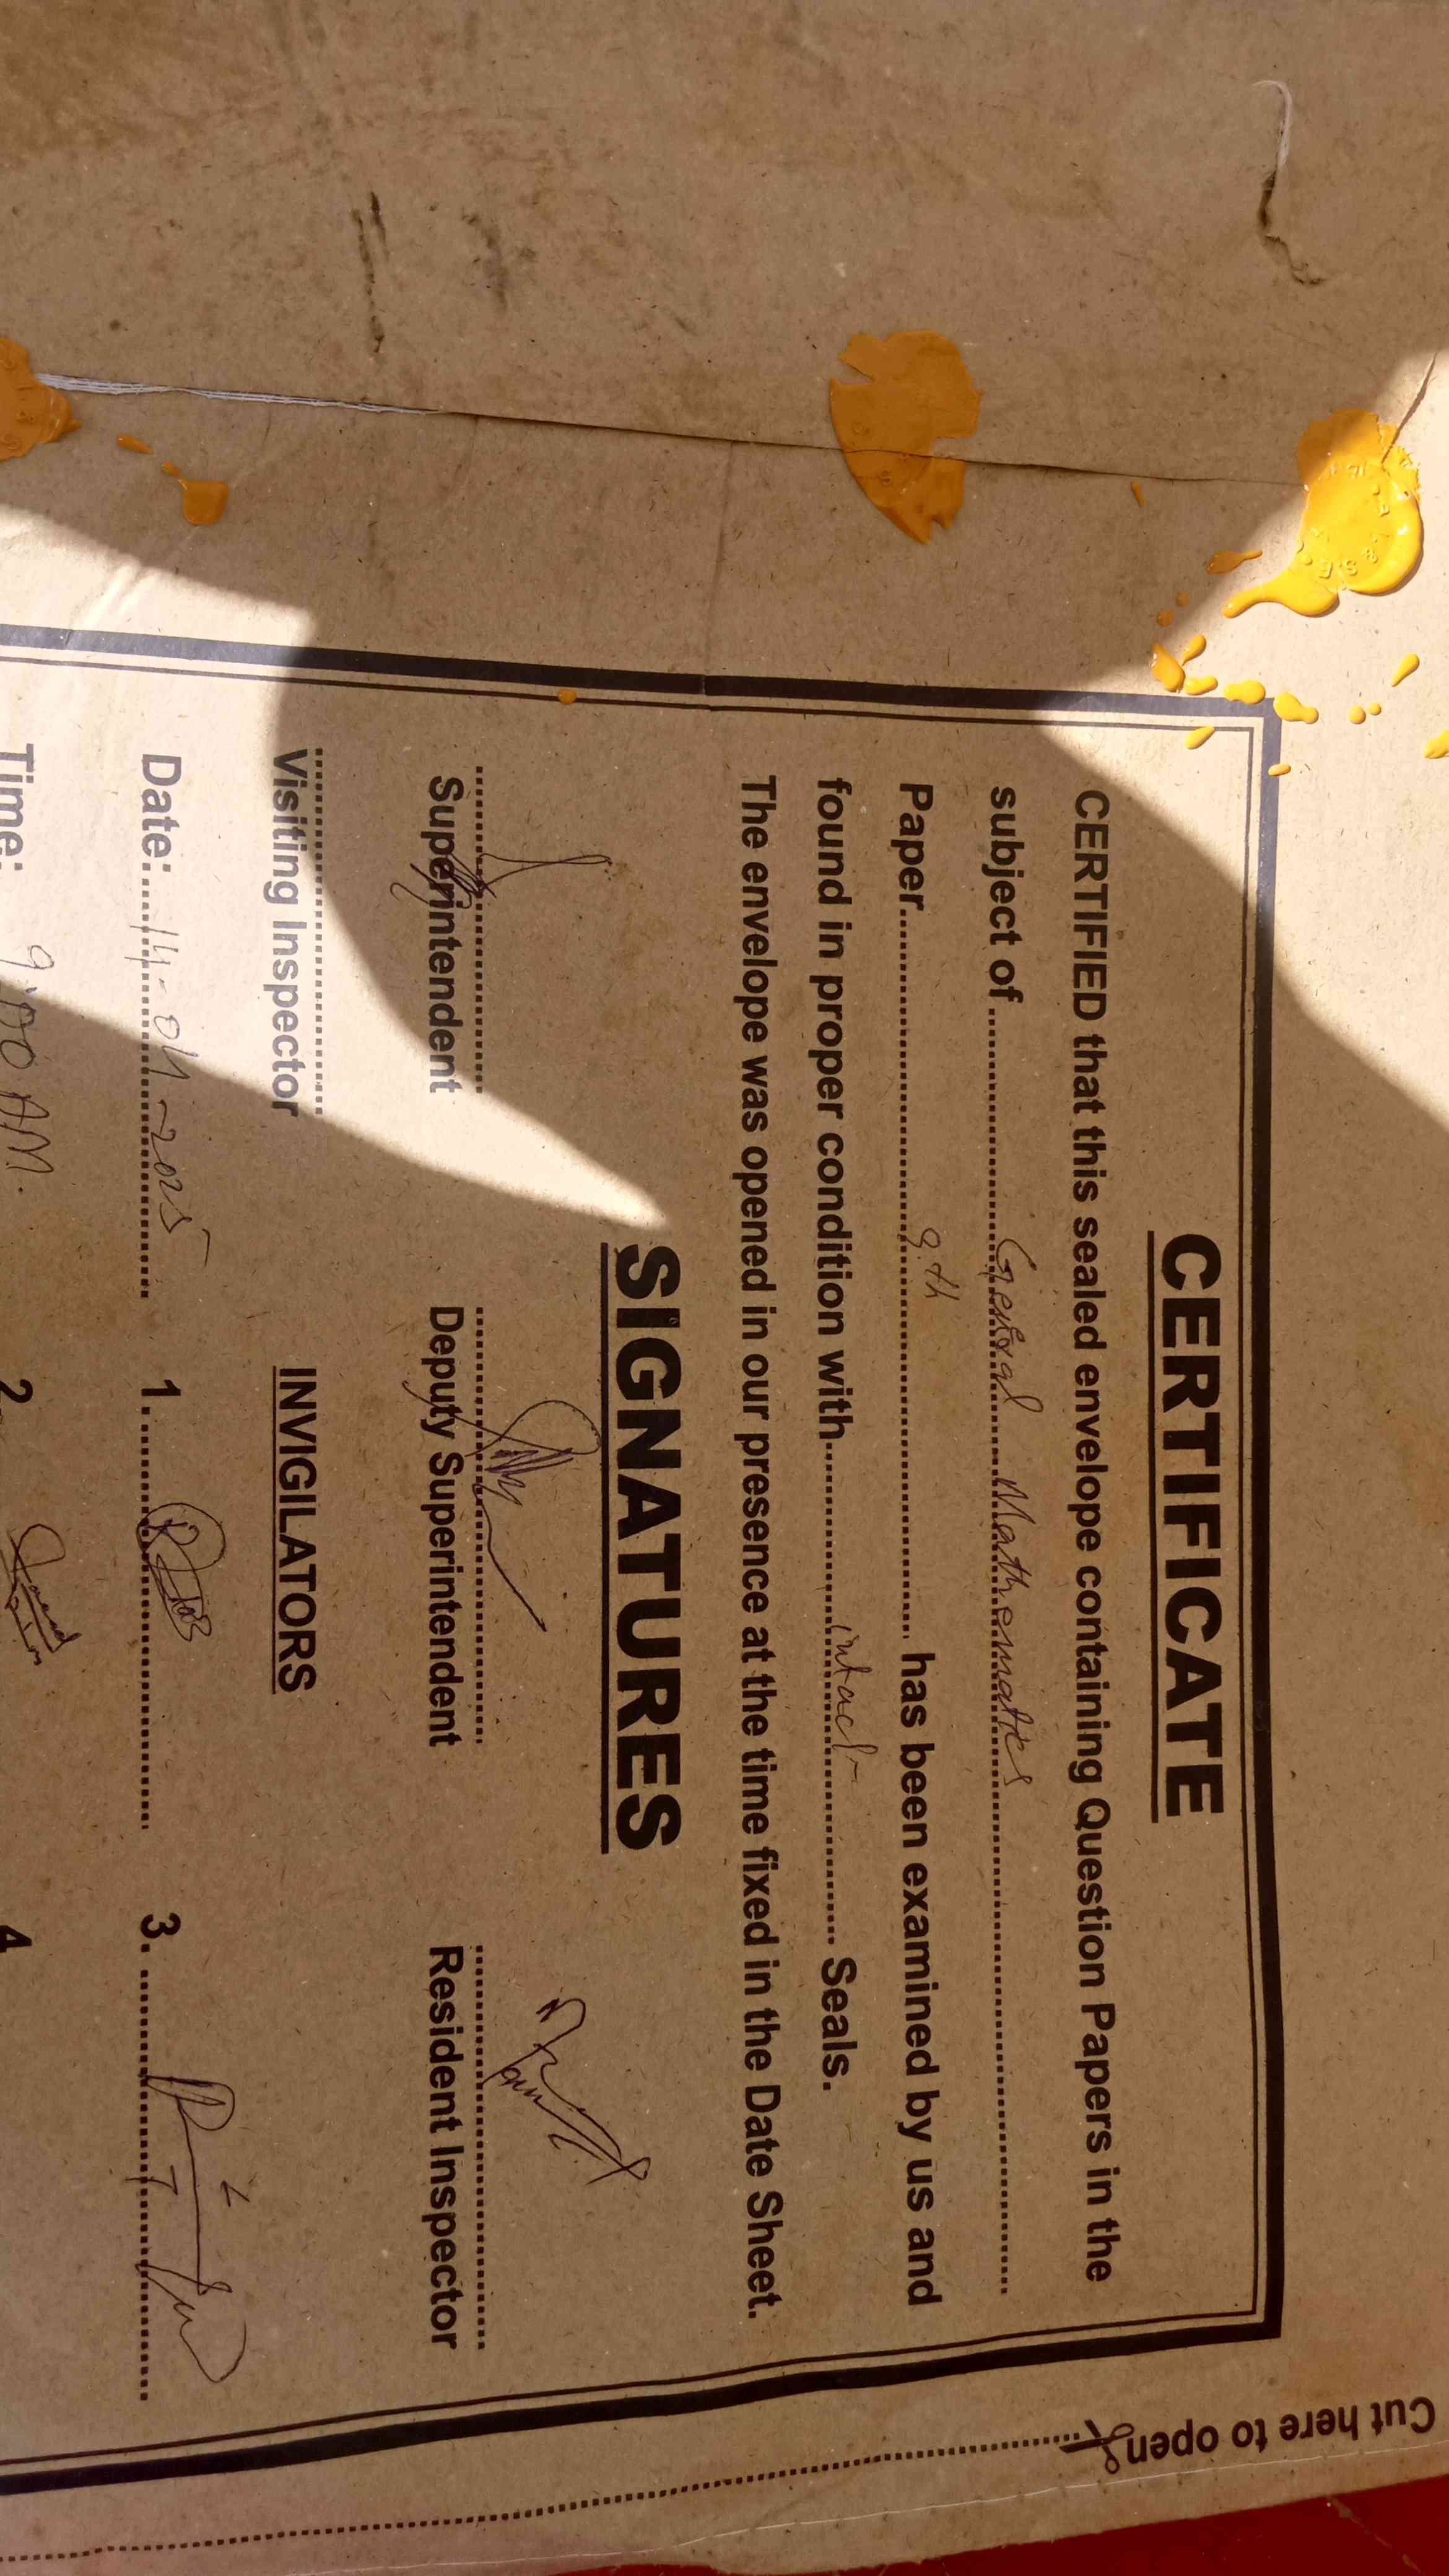 CERTIFICATE
CERTIFIED that this sealed envelope containing Question Papers in the
subject of General Mathematics
Paper 9th has been examined by us and
found in proper condition with intact Seals.
The envelope was opened in our presence at the time fixed in the Date Sheet.
SIGNATURES
Superintendent Deputy Superintendent Resident Inspector
Visiting Inspector INVIGILATORS
Date: 14-04-2025 1. 3.
Time: 9:00 AM. 2 4
Cut here to open